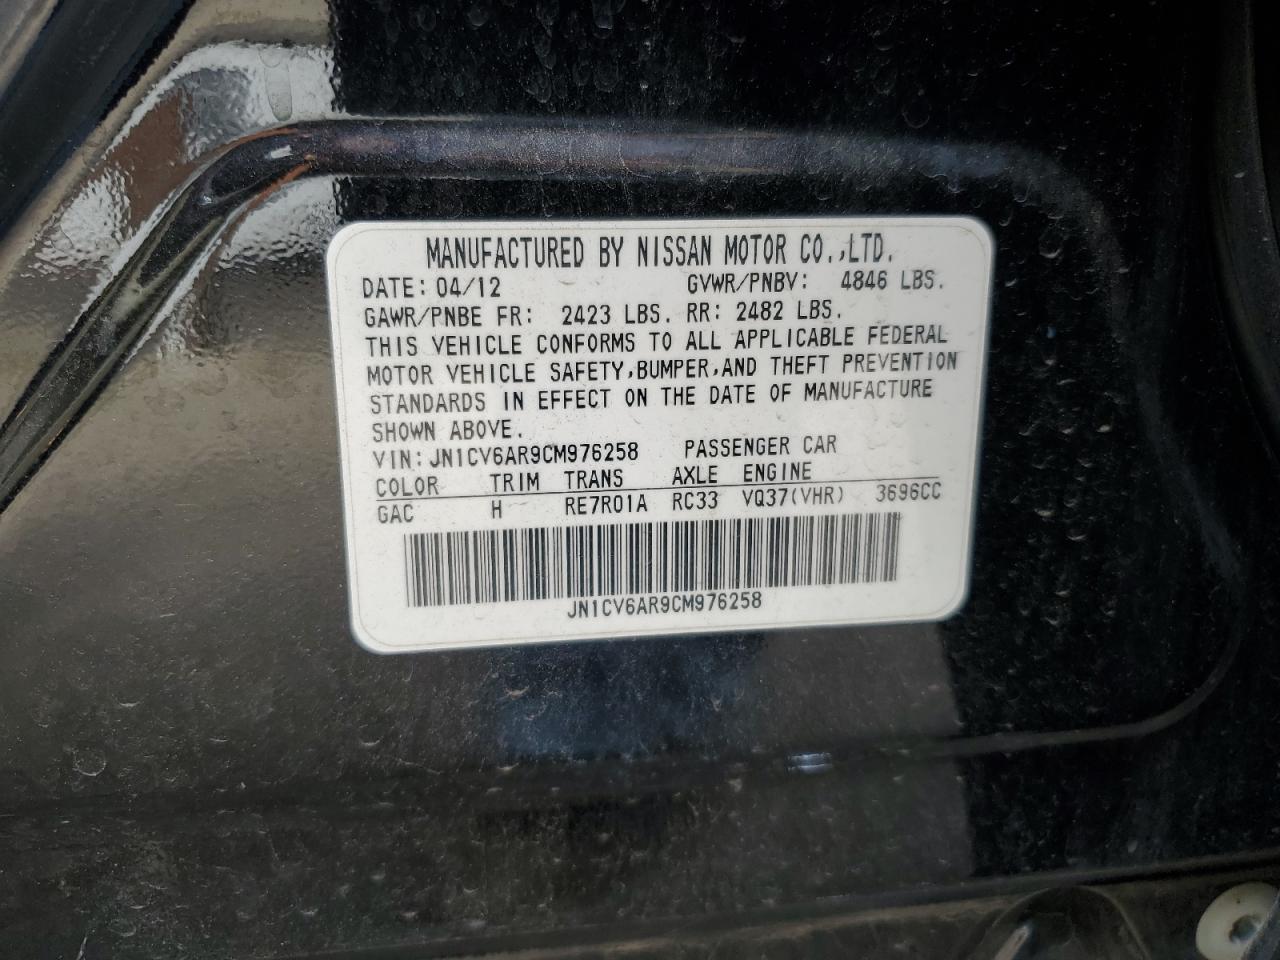 MANUFACTURED BY NISSAN MOTOR CO.,LTD.
DATE: 04/12 GVWR/PNBV: 4846 LBS.
GAWR/PNBE FR: 2423 LBS. RR: 2482 LBS.
THIS VEHICLE CONFORMS TO ALL APPLICABLE FEDERAL
MOTOR VEHICLE SAFETY,BUMPER,AND THEFT PREVENTION
STANDARDS IN EFFECT ON THE DATE OF MANUFACTURE
SHOWN ABOVE.
VIN: JN1CV6AR9CM976258 PASSENGER CAR
COLOR TRIM TRANS AXLE ENGINE
GAC H RE7R01A RC33 VQ37(VHR) 3696CC
JN1CV6AR9CM976258